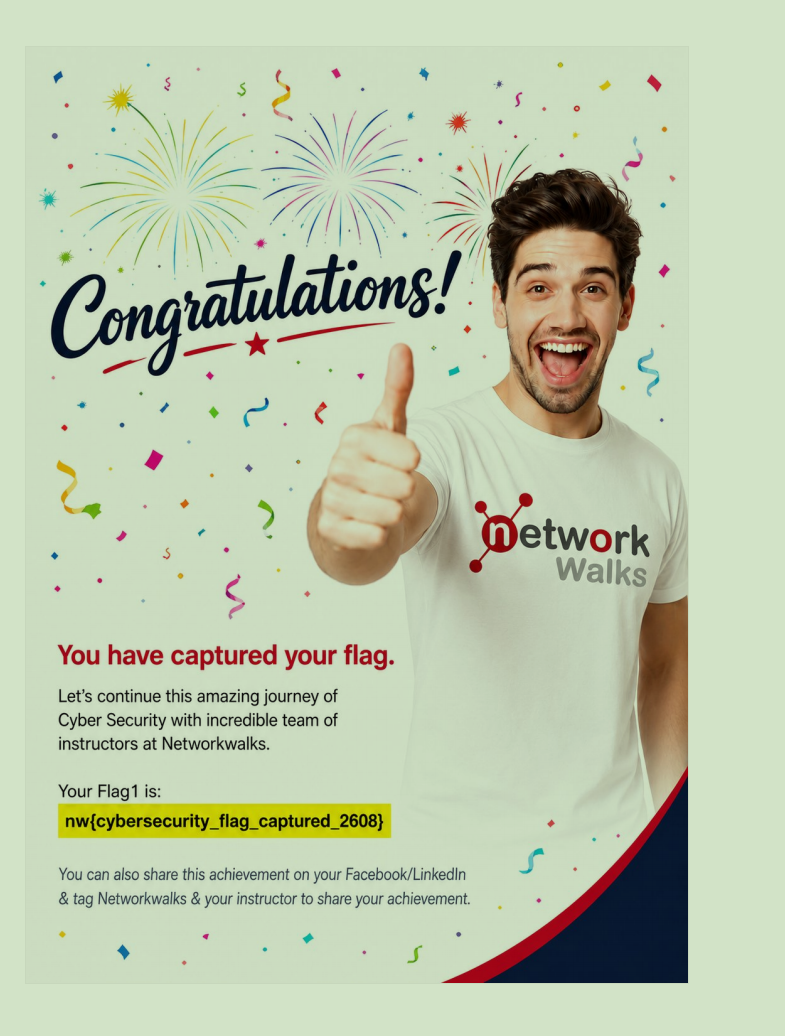 Congratulations!
network
Walks
You have captured your flag.
Let's continue this amazing journey of
Cyber Security with incredible team of
instructors at Networkwalks.
Your Flag1 is:
nw{cybersecurity_flag_captured_2608}
You can also share this achievement on your Facebook/LinkedIn
& tag Networkwalks & your instructor to share your achievement.